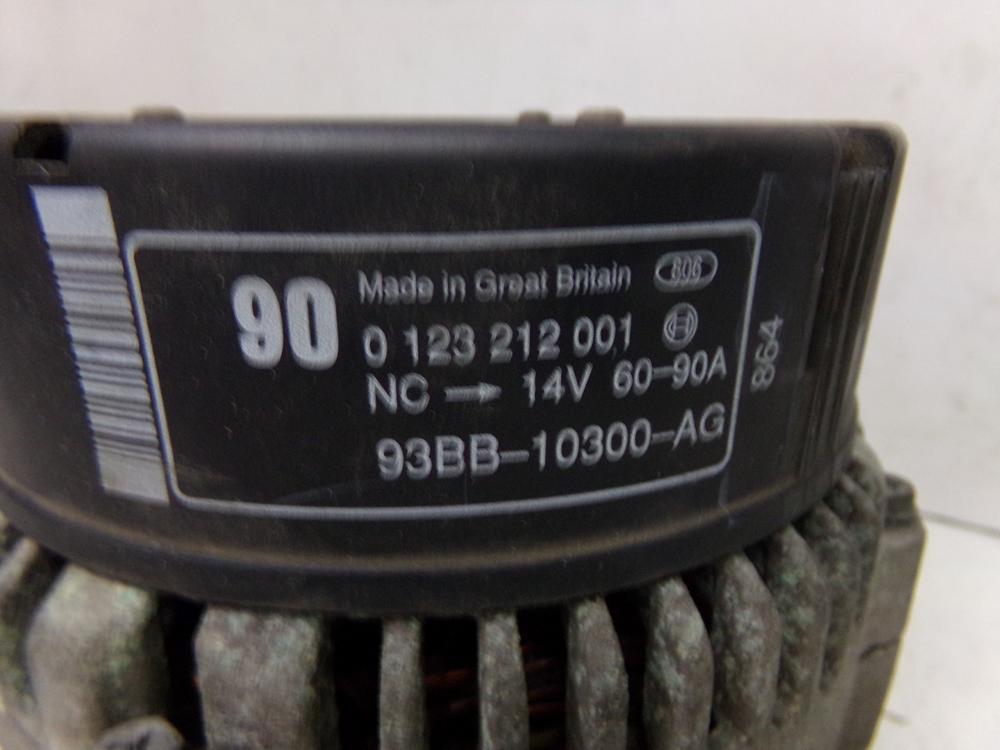 90
Made in Great Britain 806
0 123 212 001
NC → 14V 60-90A
93BB-10300-AG
864